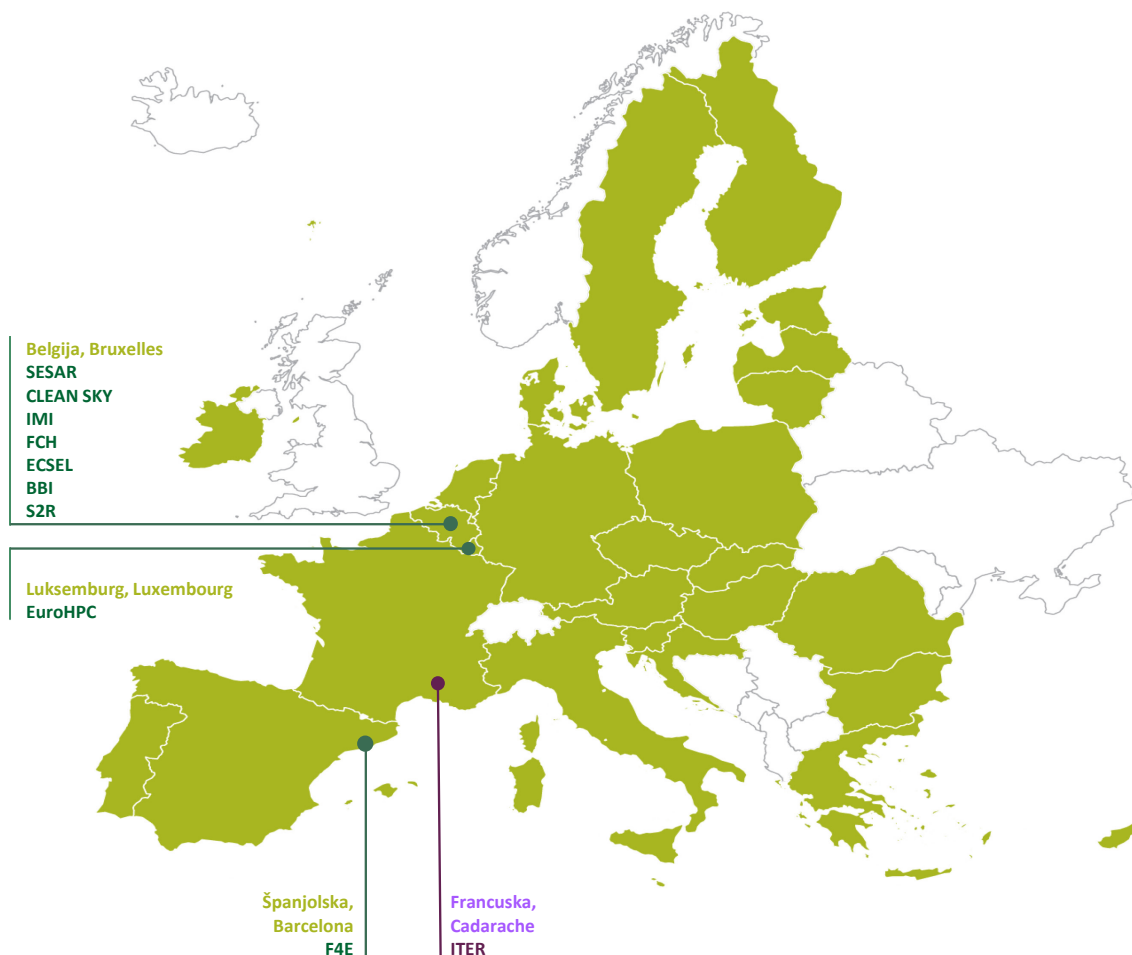 Belgija, Bruxelles
SESAR
CLEAN SKY
IMI
FCH
ECSEL
BBI
S2R
Luksemburg, Luxembourg
EuroHPC
Španjolska,
Barcelona
F4E
Francuska,
Cadarache
ITER